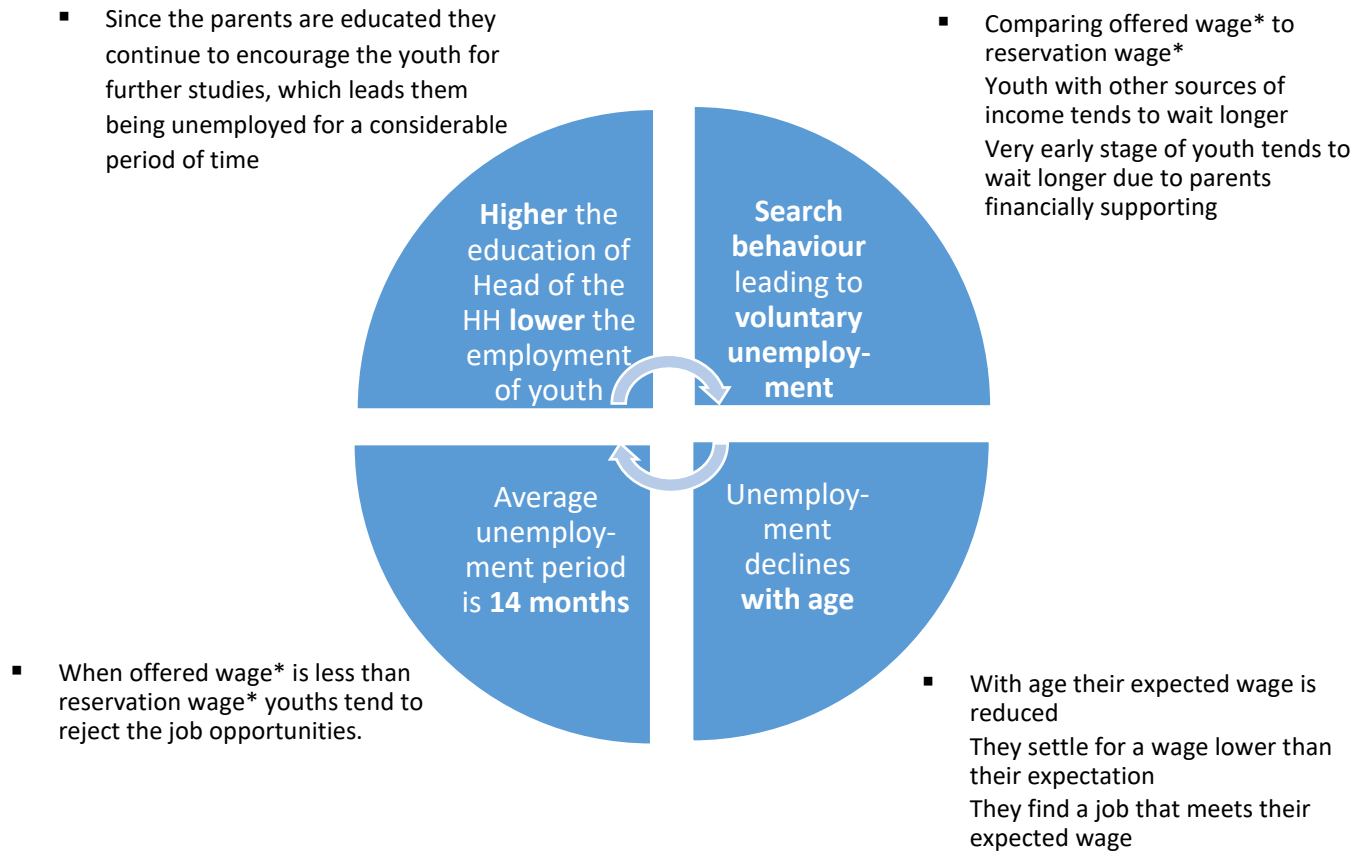 ▪ Since the parents are educated they
continue to encourage the youth for
further studies, which leads them
being unemployed for a considerable
period of time
▪ Comparing offered wage* to
reservation wage*
Youth with other sources of
income tends to wait longer
Very early stage of youth tends to
wait longer due to parents
financially supporting
Higher the
education of
Head of the
HH lower the
employment
of youth
Search
behaviour
leading to
voluntary
unemploy-
ment
Average
unemploy-
ment period
is 14 months
Unemploy-
ment
declines
with age
▪ When offered wage* is less than
reservation wage* youths tend to
reject the job opportunities.
▪ With age their expected wage is
reduced
They settle for a wage lower than
their expectation
They find a job that meets their
expected wage